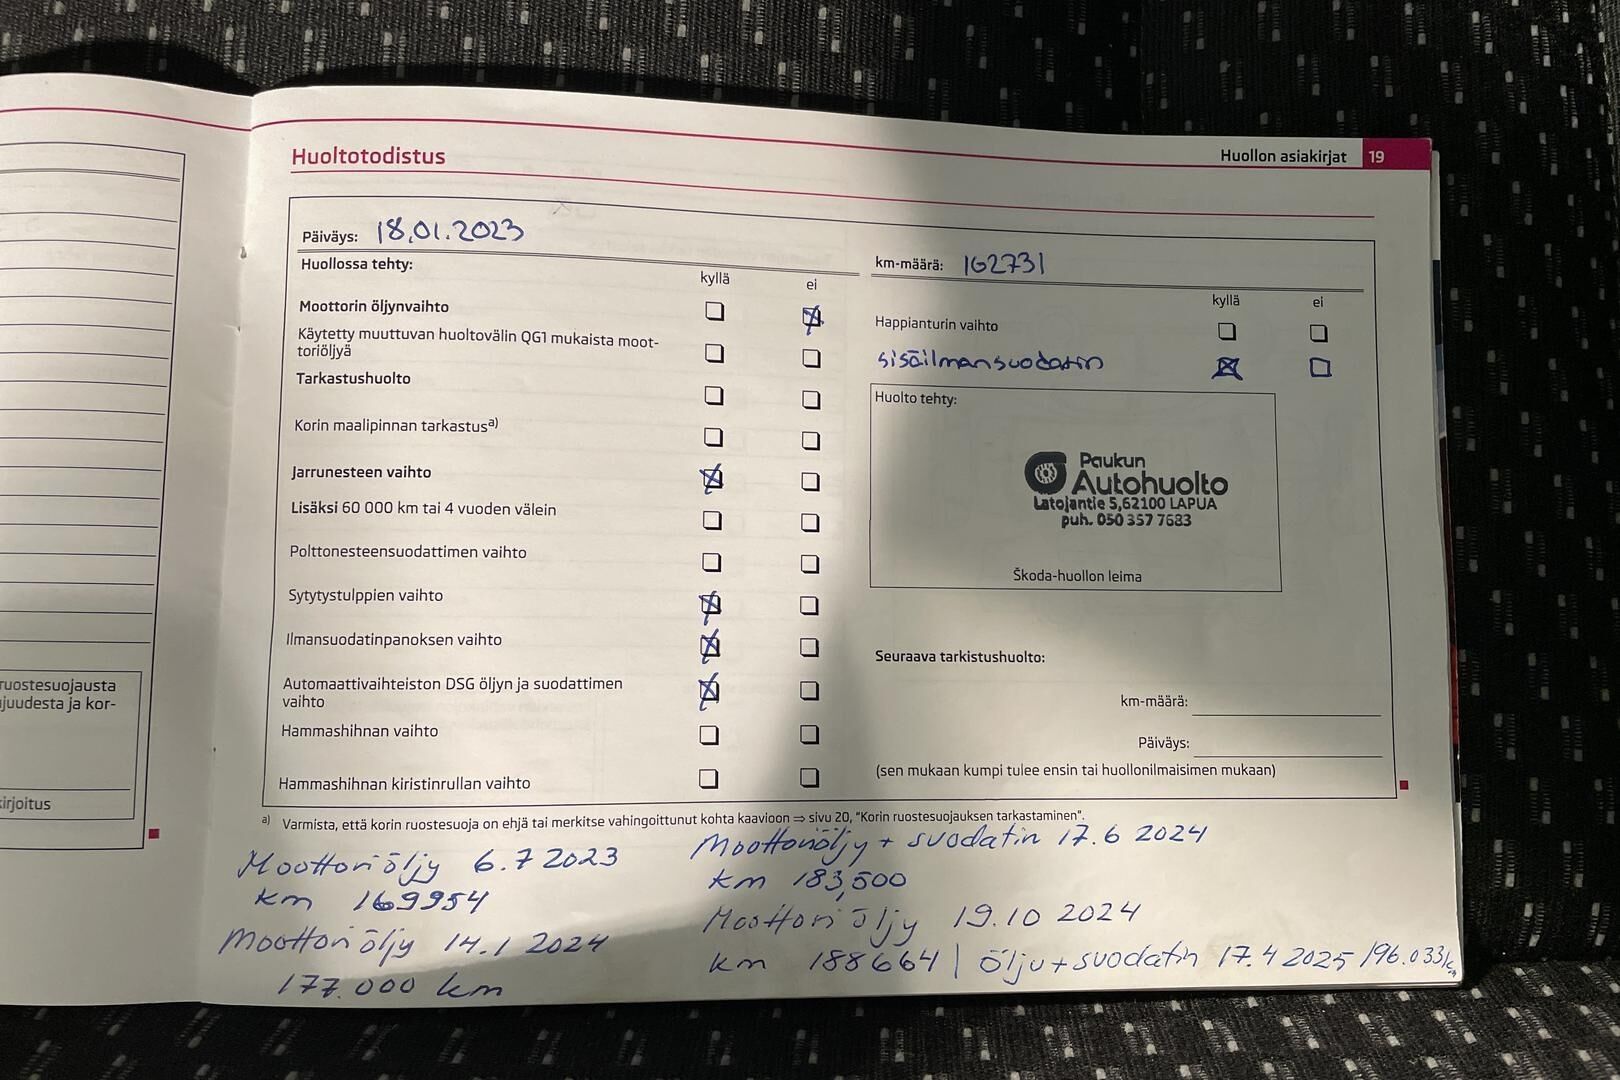 Huoltotodistus
Huollon asiakirjat 19
Päiväys: 18.01.2023
Huollossa tehty:
kyllä ei
Moottorin öljynvaihto
Käytetty muuttuvan huoltovälin QG1 mukaista moot-
toriöljyä
Tarkastushuolto
Korin maalipinnan tarkastusa)
Jarrunesteen vaihto
Lisäksi 60 000 km tai 4 vuoden välein
Polttonesteensuodattimen vaihto
Sytytystulppien vaihto
Ilmansuodatinpanoksen vaihto
Automaattivaihteiston DSG öljyn ja suodattimen
vaihto
Hammashihnan vaihto
Hammashihnan kiristinrullan vaihto
km-määrä: 162731
kyllä ei
Happianturin vaihto
sisäilmansuodatin
Huolto tehty:
Paukun
Autohuolto
Latojantie 5,62100 LAPUA
puh. 050 357 7683
Škoda-huollon leima
Seuraava tarkistushuolto:
km-määrä:
Päiväys:
(sen mukaan kumpi tulee ensin tai huollonilmaisimen mukaan)
a) Varmista, että korin ruostesuoja on ehjä tai merkitse vahingoittunut kohta kaavioon ⇒ sivu 20, "Korin ruostesuojauksen tarkastaminen".
Moottoriöljy 6.7 2023
km 169954
Moottoriöljy 14.1 2024
177.000 km
Moottoriöljy + suodatin 17.6 2024
km 183,500
Moottoriöljy 19.10 2024
km 188664 | öljy + suodatin 17.4 2025 196.033k
ruostesuojausta
juudesta ja kor-
kirjoitus